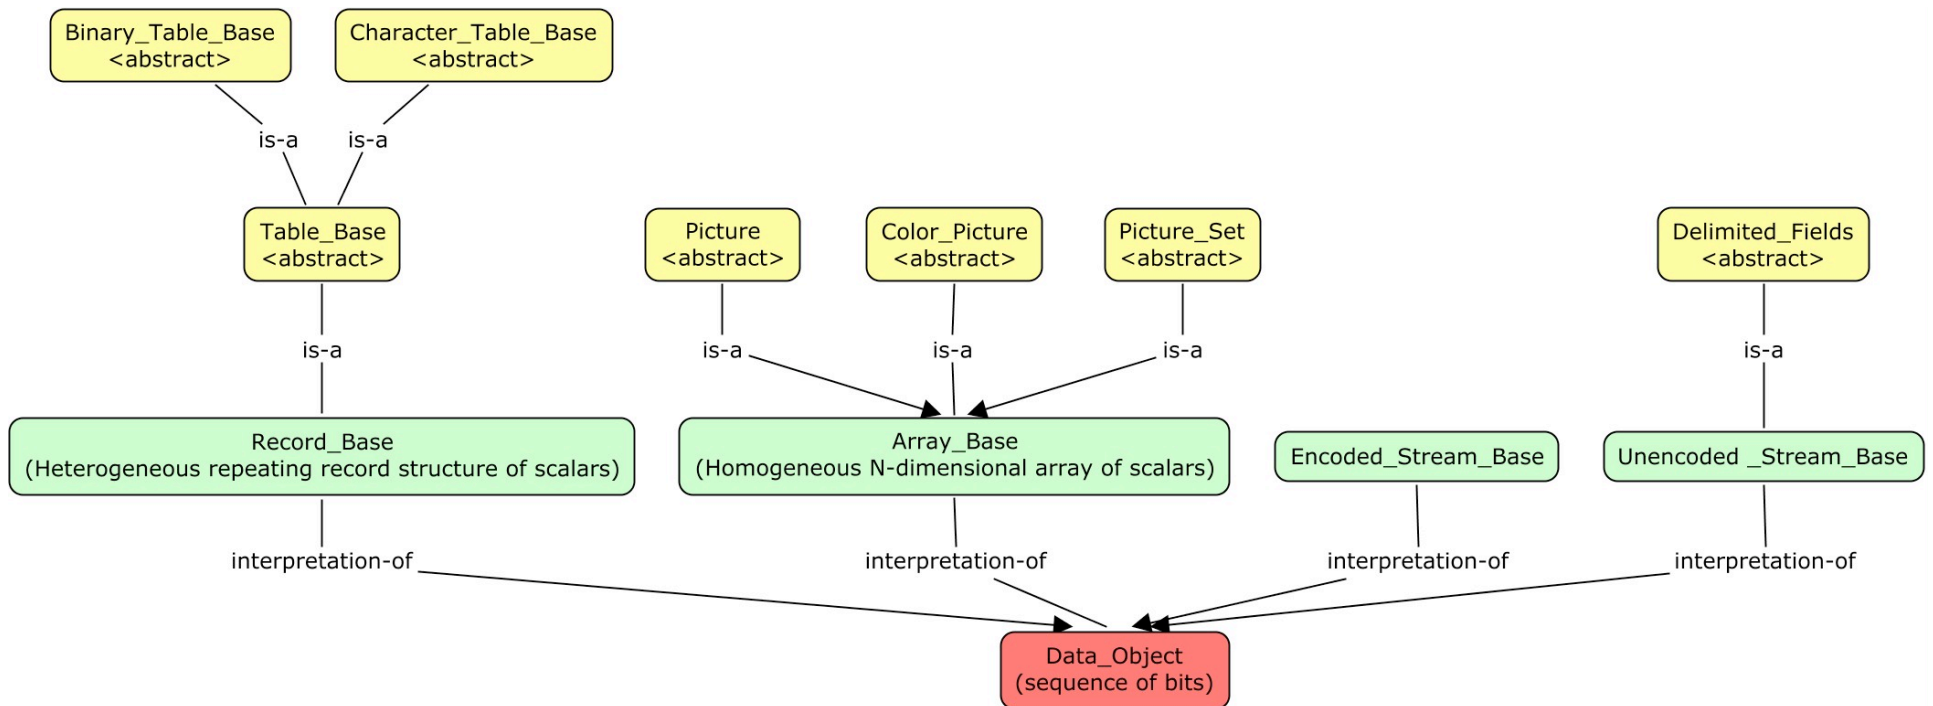 Binary_Table_Base
<abstract>
Character_Table_Base
<abstract>
is-a
is-a
Table_Base
<abstract>
Picture
<abstract>
Color_Picture
<abstract>
Picture_Set
<abstract>
Delimited_Fields
<abstract>
is-a
is-a
is-a
is-a
is-a
Record_Base
(Heterogeneous repeating record structure of scalars)
Array_Base
(Homogeneous N-dimensional array of scalars)
Encoded_Stream_Base
Unencoded _Stream_Base
interpretation-of
interpretation-of
interpretation-of
interpretation-of
Data_Object
(sequence of bits)